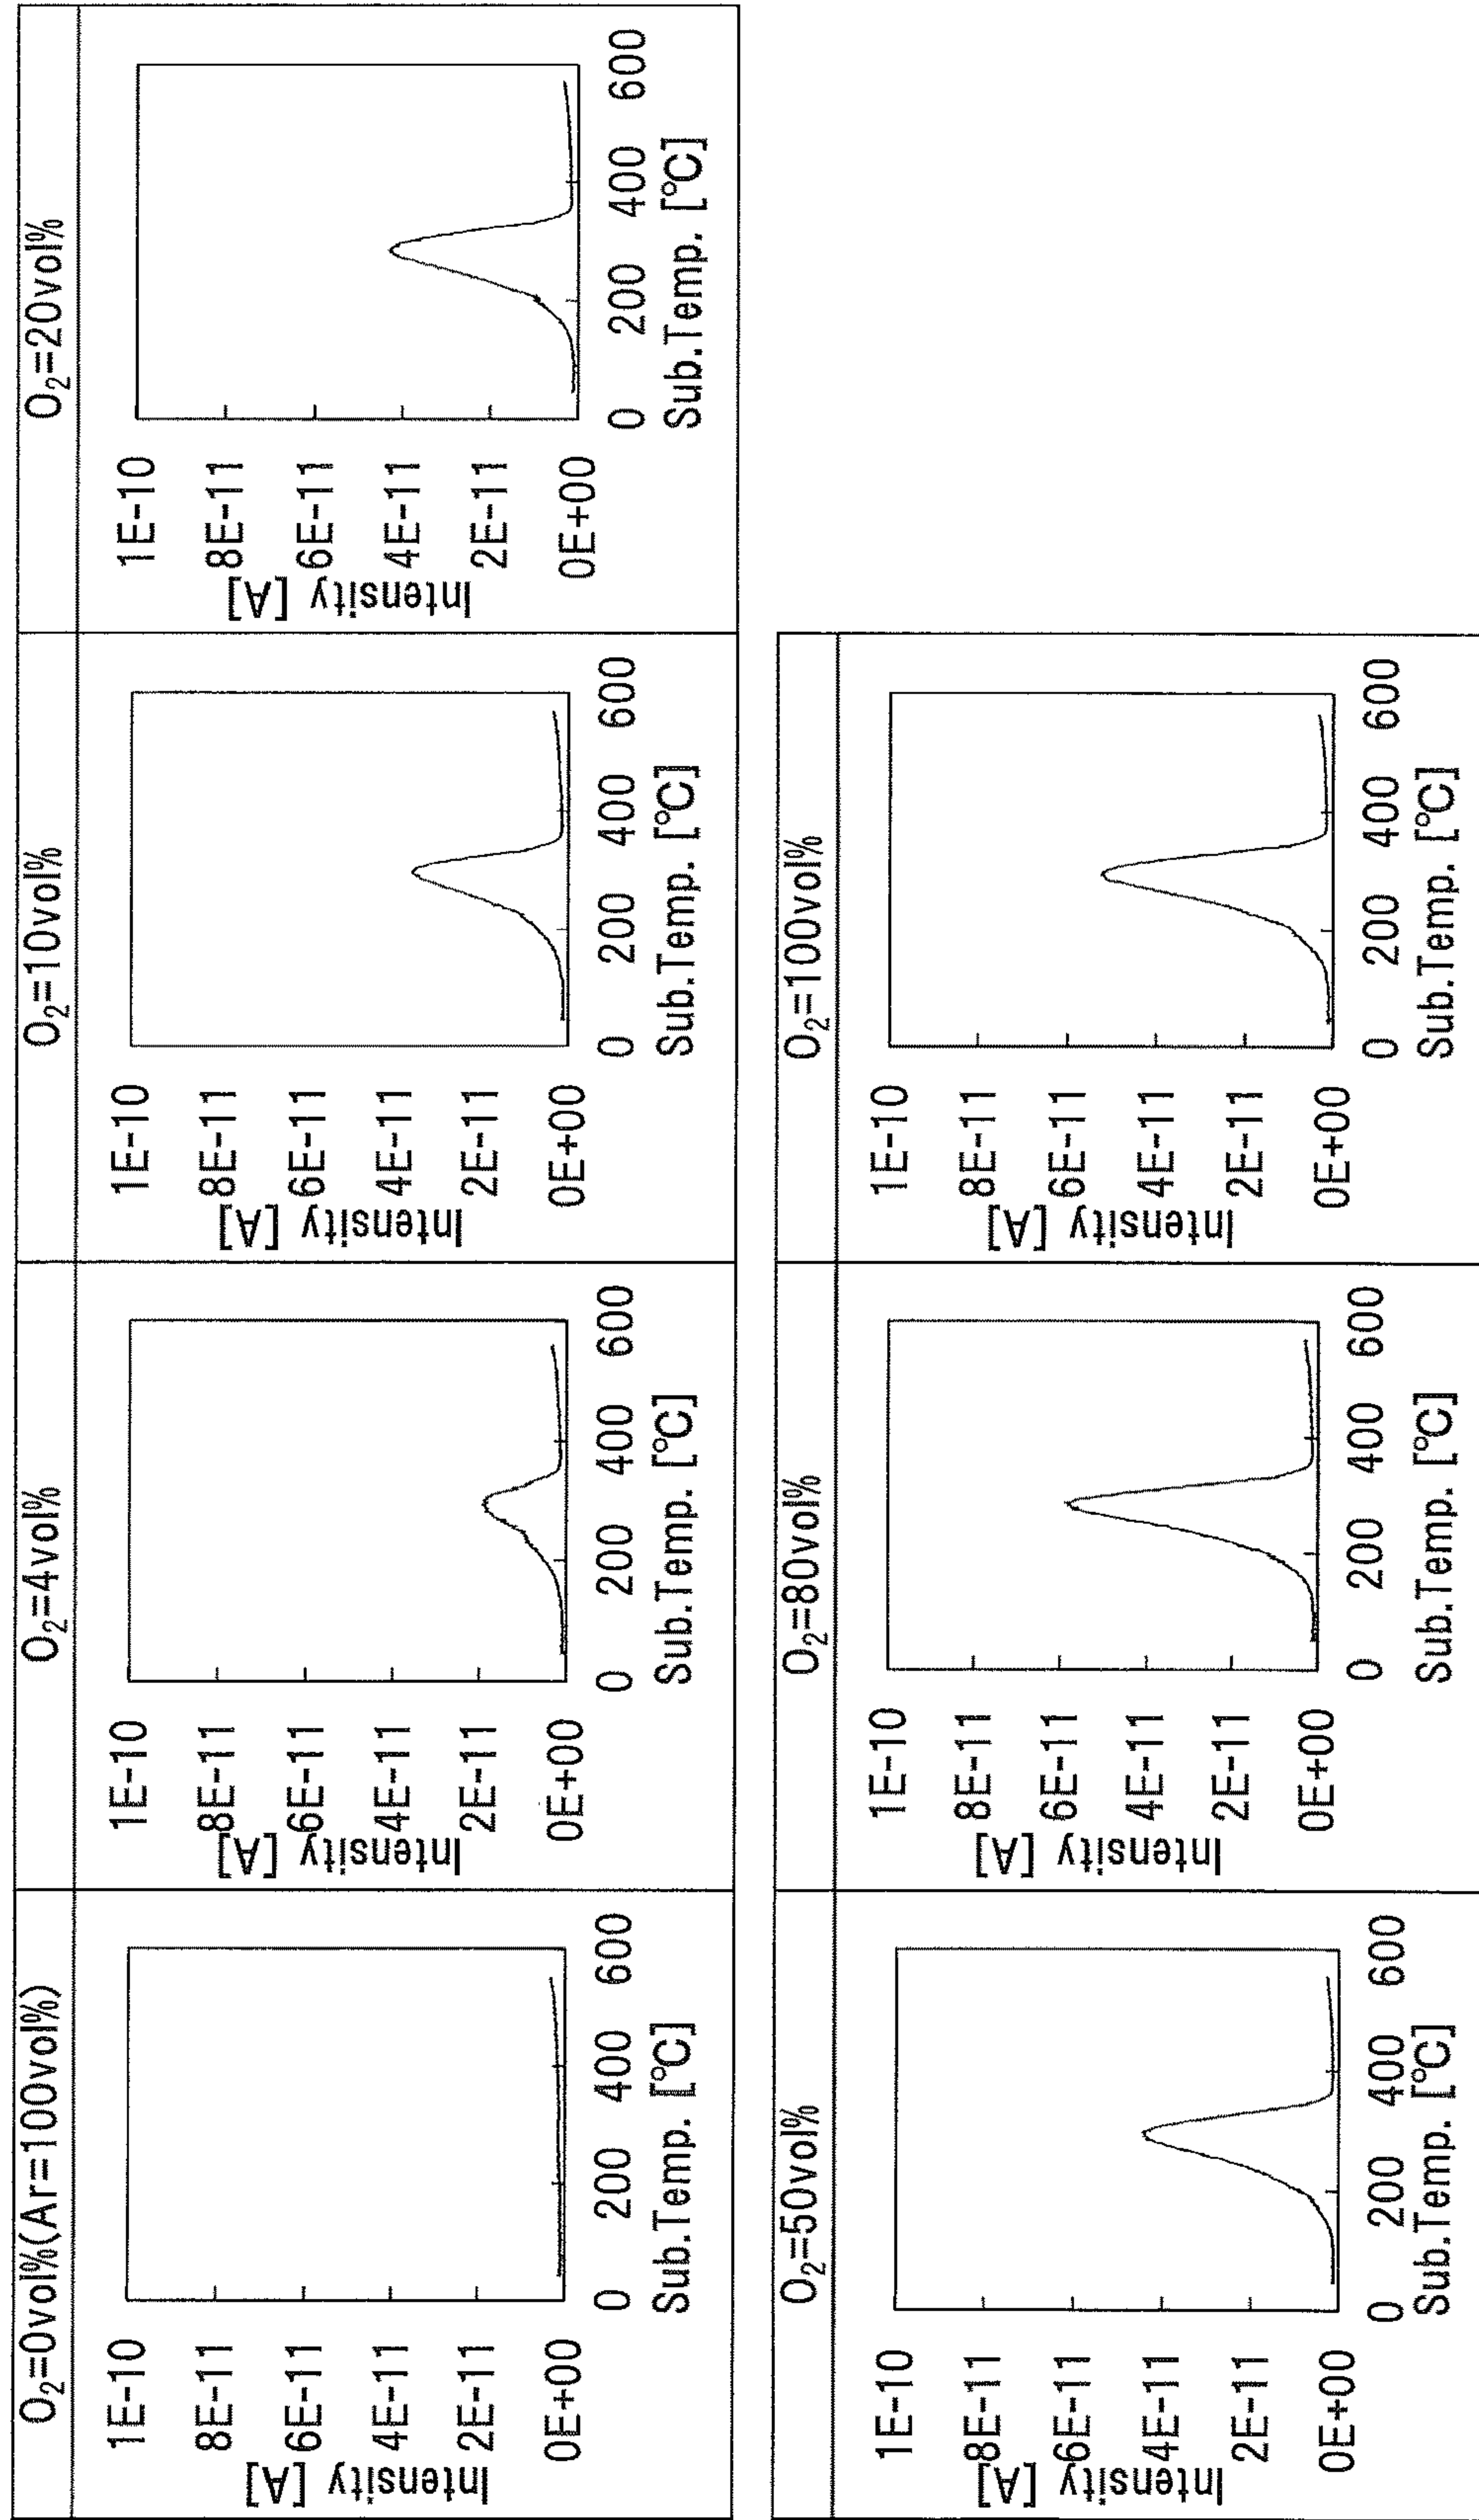 O2=0vol%(Ar=100vol%)
Intensity [A]
1E-10
8E-11
6E-11
4E-11
2E-11
0E+00
0 200 400 600
Sub.Temp. [℃]
O2=4vol%
Intensity [A]
1E-10
8E-11
6E-11
4E-11
2E-11
0E+00
0 200 400 600
Sub.Temp. [℃]
O2=10vol%
Intensity [A]
1E-10
8E-11
6E-11
4E-11
2E-11
0E+00
0 200 400 600
Sub.Temp. [℃]
O2=20vol%
Intensity [A]
1E-10
8E-11
6E-11
4E-11
2E-11
0E+00
0 200 400 600
Sub.Temp. [℃]
O2=50vol%
Intensity [A]
1E-10
8E-11
6E-11
4E-11
2E-11
0E+00
0 200 400 600
Sub.Temp. [℃]
O2=80vol%
Intensity [A]
1E-10
8E-11
6E-11
4E-11
2E-11
0E+00
0 200 400 600
Sub.Temp. [℃]
O2=100vol%
Intensity [A]
1E-10
8E-11
6E-11
4E-11
2E-11
0E+00
0 200 400 600
Sub.Temp. [℃]